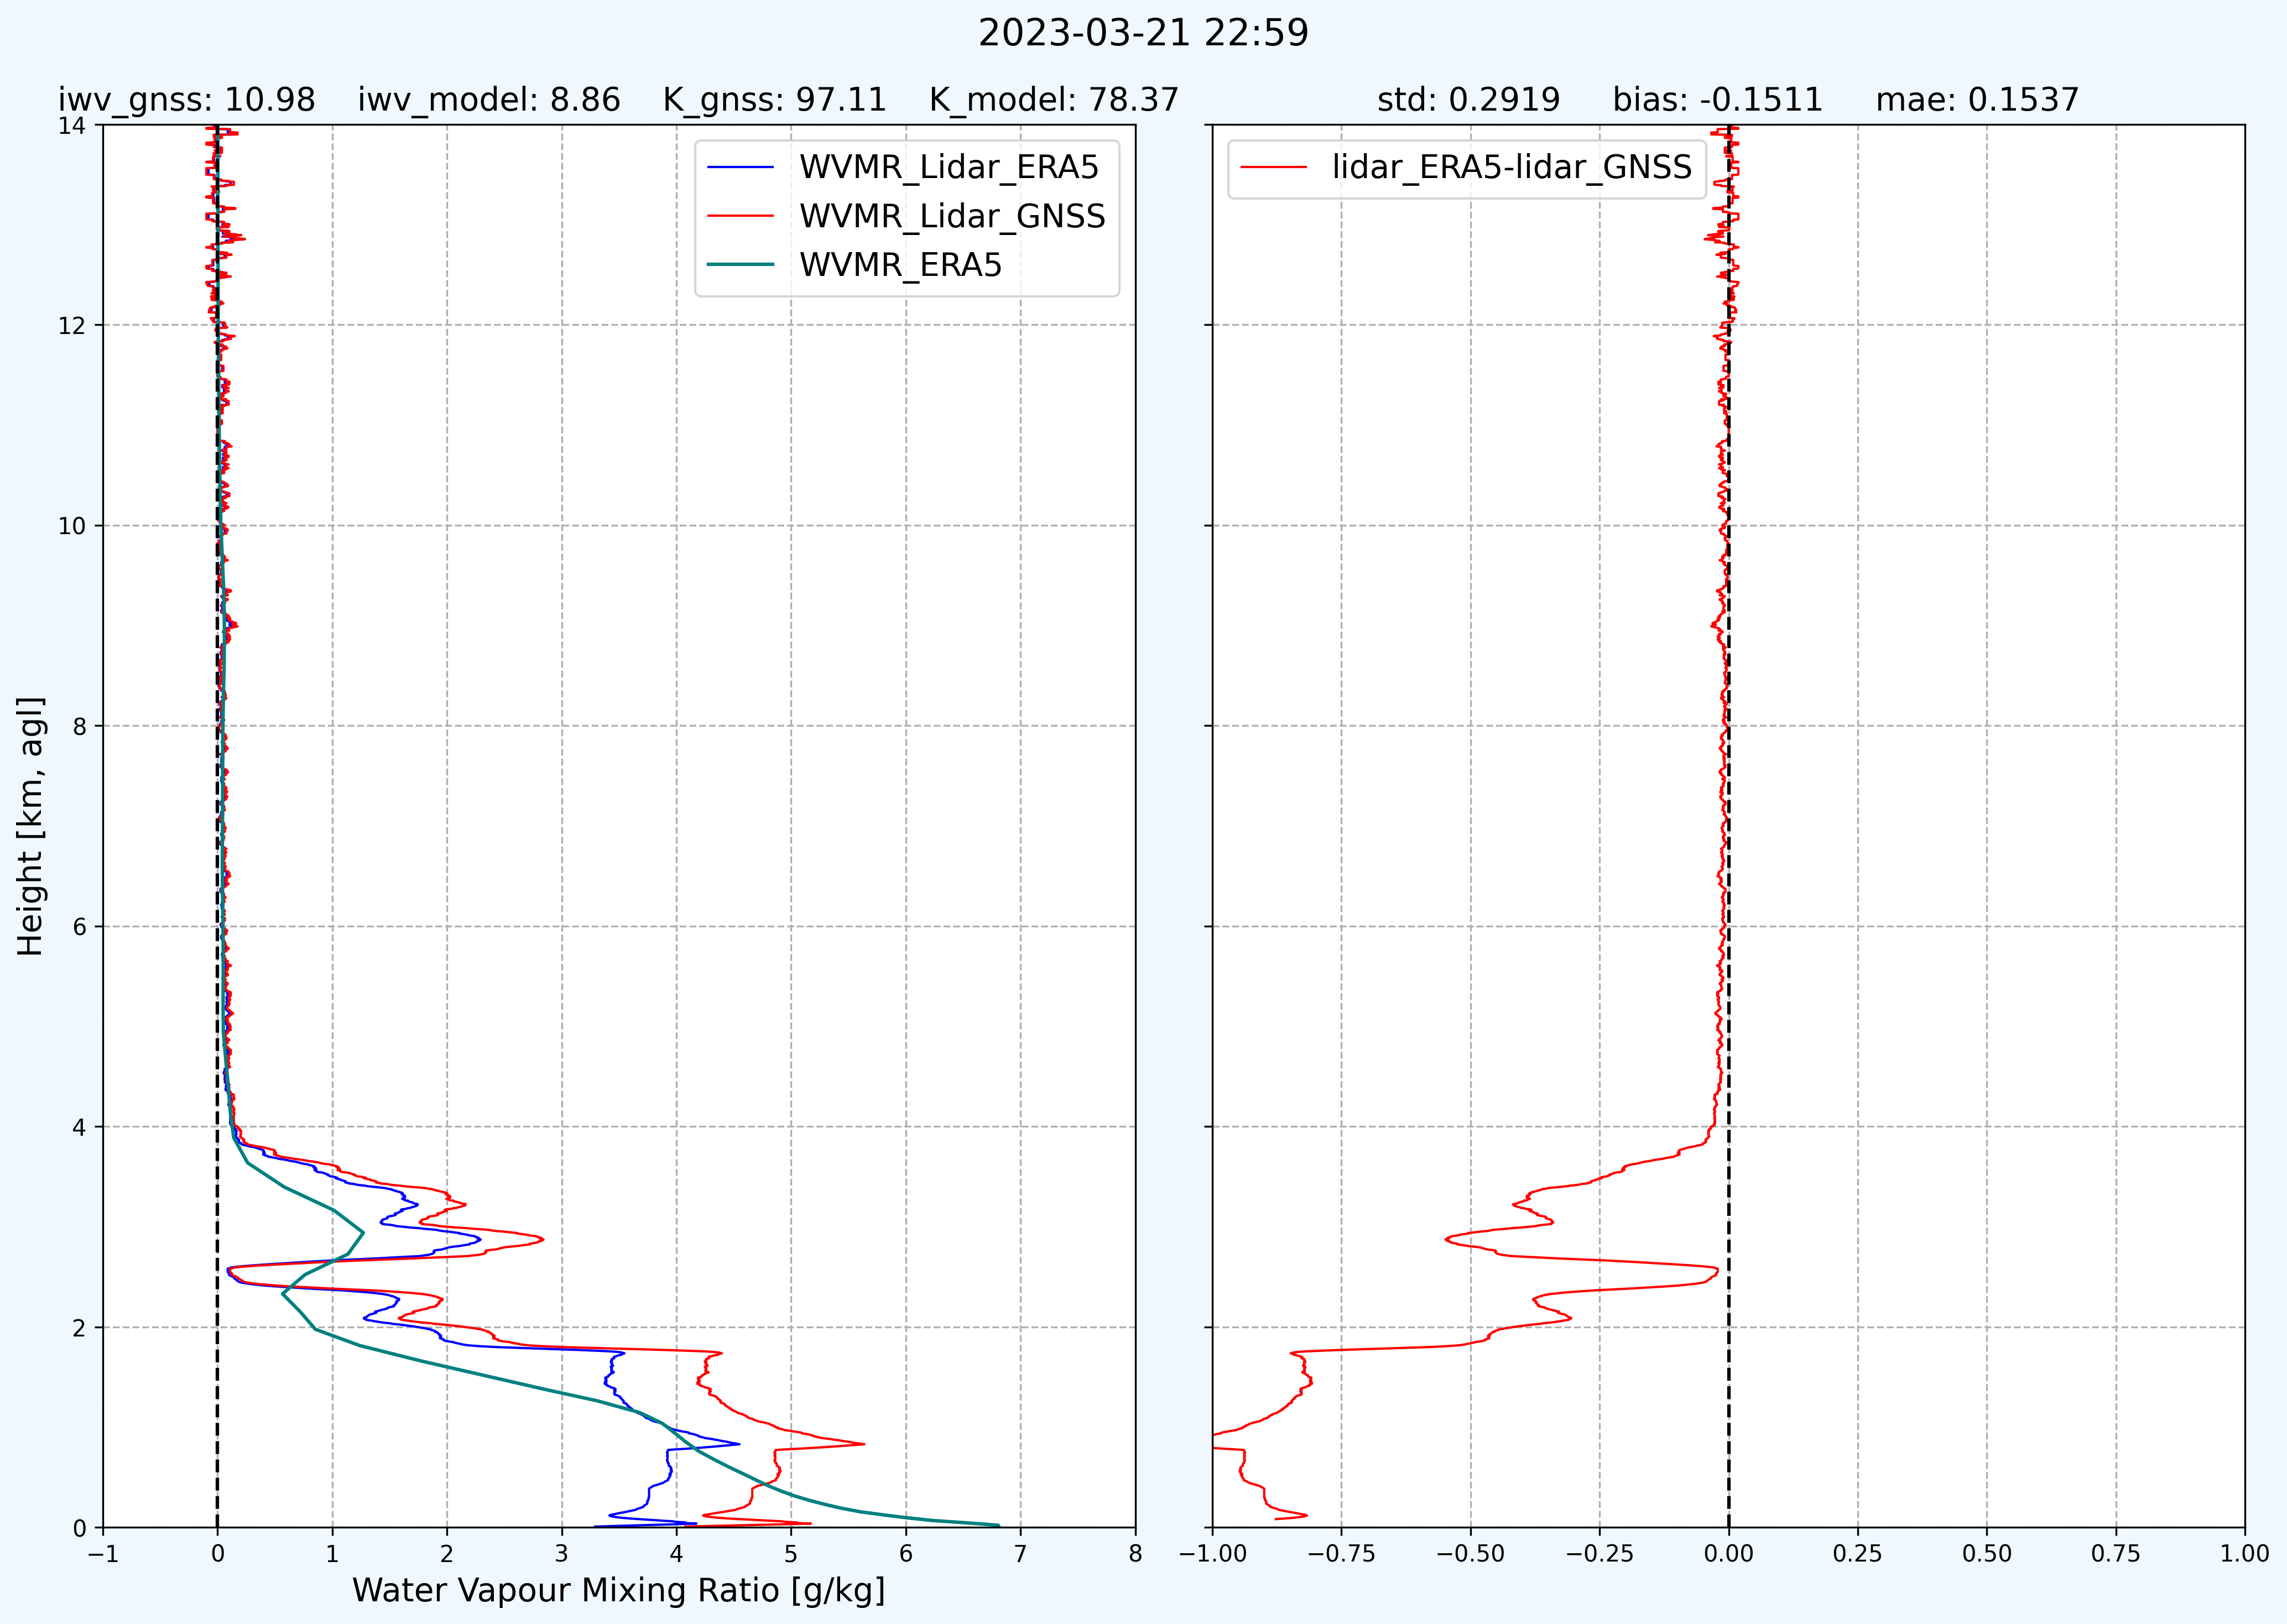 2023-03-21 22:59
iwv_gnss: 10.98 iwv_model: 8.86 K_gnss: 97.11 K_model: 78.37
std: 0.2919 bias: -0.1511 mae: 0.1537
WVMR_Lidar_ERA5
WVMR_Lidar_GNSS
WVMR_ERA5
lidar_ERA5-lidar_GNSS
Height [km, agl]
14
12
10
8
6
4
2
0
−1 0 1 2 3 4 5 6 7 8
Water Vapour Mixing Ratio [g/kg]
−1.00 −0.75 −0.50 −0.25 0.00 0.25 0.50 0.75 1.00